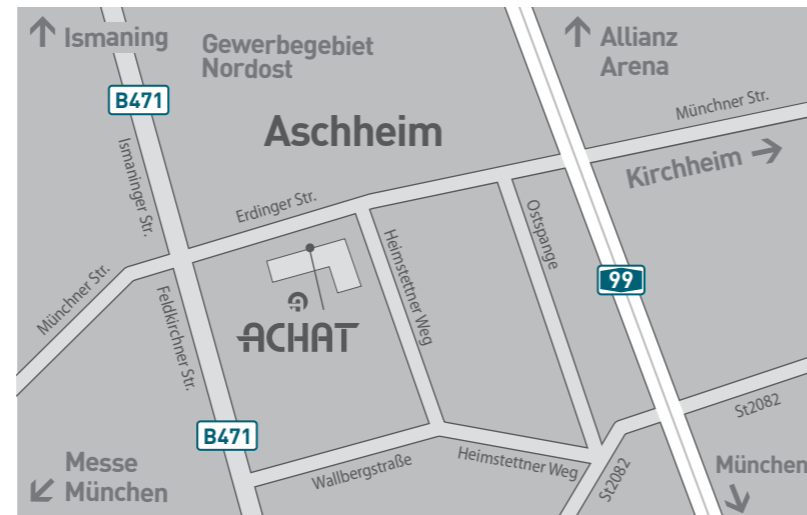 Ismaning
Gewerbegebiet
Nordost
Allianz
Arena
B471
Münchner Str.
Aschheim
Kirchheim
Ismaninger Str.
Erdinger Str.
Ostspange
Heimstettner Weg
99
Münchner Str.
Feldkirchner Str.
ACHAT
B471
St2082
Messe
München
Wallbergstraße
Heimstettner Weg
St2082
München